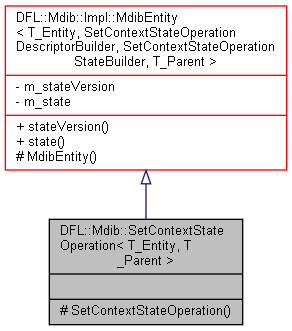 DFL::Mdib::Impl::MdibEntity
< T_Entity, SetContextStateOperation
DescriptorBuilder, SetContextStateOperation
StateBuilder, T_Parent >
- m_stateVersion
- m_state
+ stateVersion()
+ state()
# MdibEntity()
DFL::Mdib::SetContextState
Operation< T_Entity, T
_Parent >
# SetContextStateOperation()